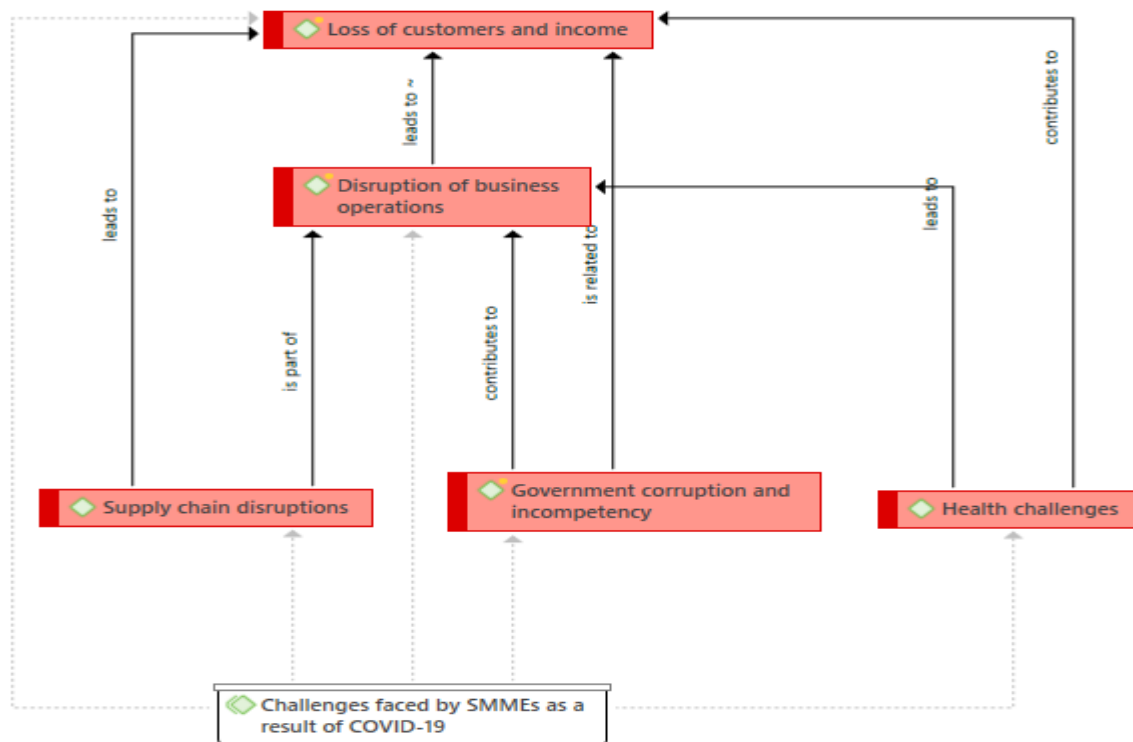 Loss of customers and income
contributes to
leads to ~
Disruption of business
operations
leads to
leads to
is related to
is part of
contributes to
Supply chain disruptions
Government corruption and
incompetency
Health challenges
Challenges faced by SMMEs as a
result of COVID-19